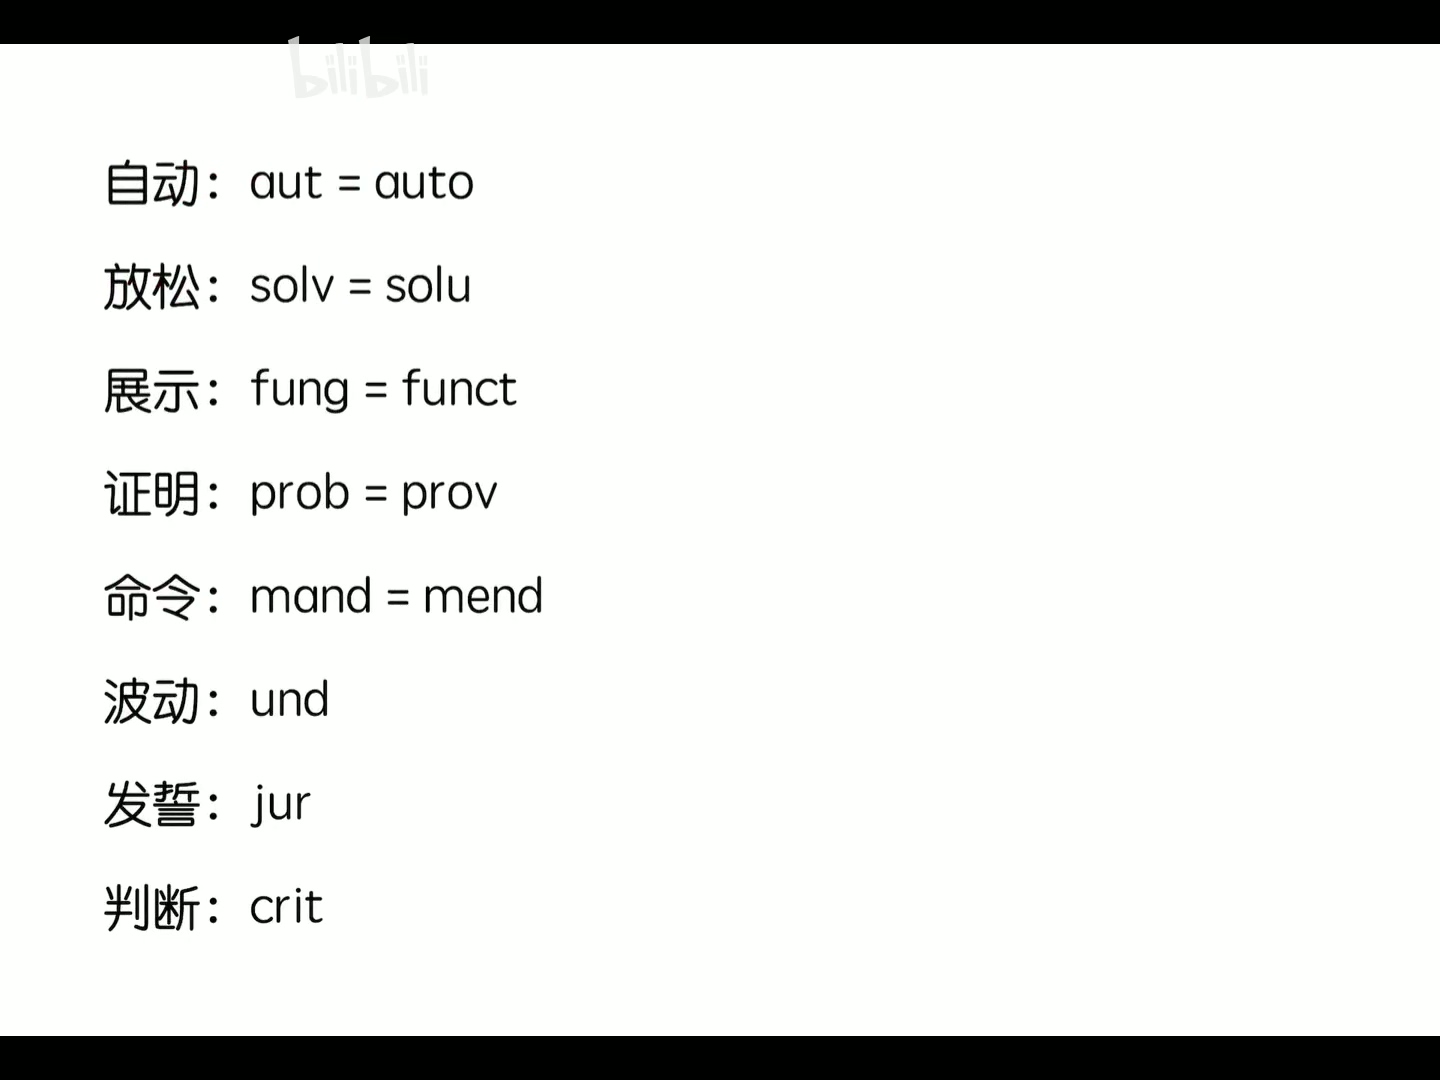 bilibili
自动：aut = auto
放松：solv = solu
展示：fung = funct
证明：prob = prov
命令：mand = mend
波动：und
发誓：jur
判断：crit